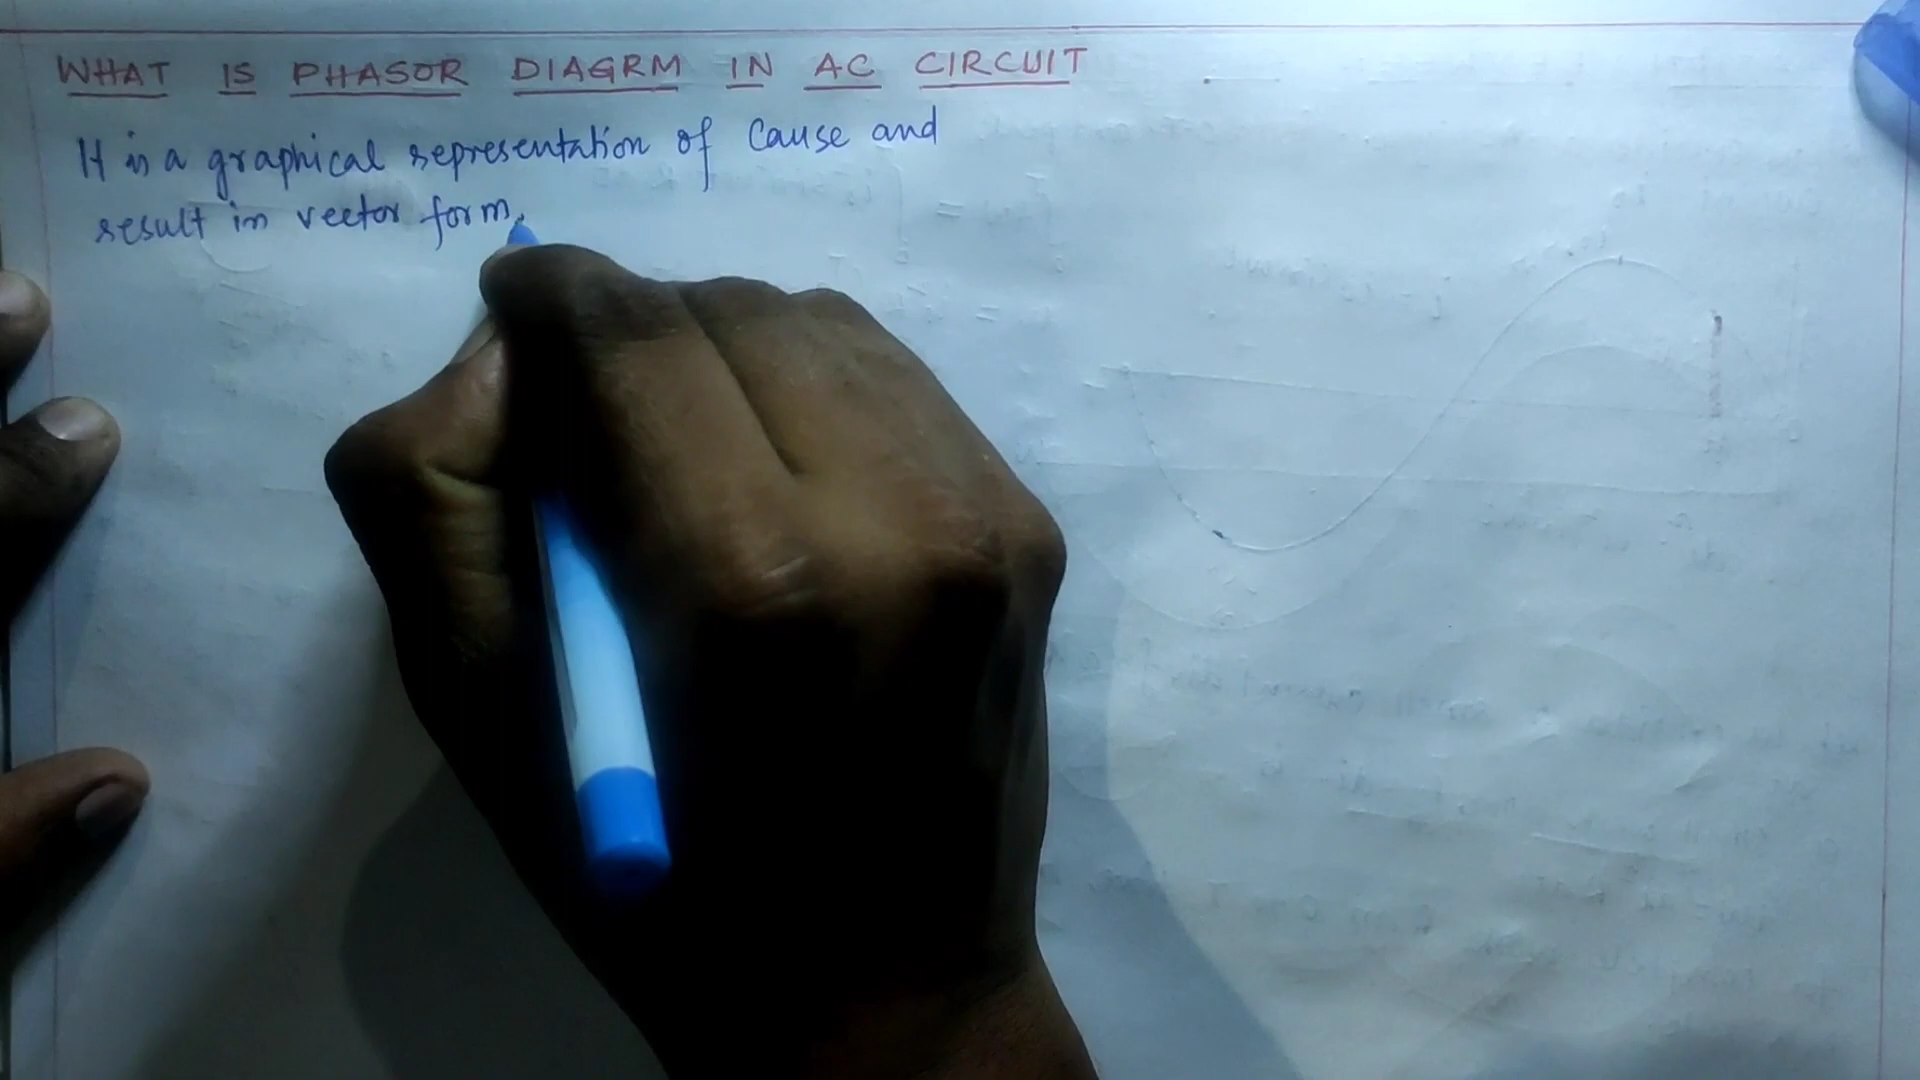 WHAT IS PHASOR DIAGRM IN AC CIRCUIT
It is a graphical representation of Cause and
result in vector form.